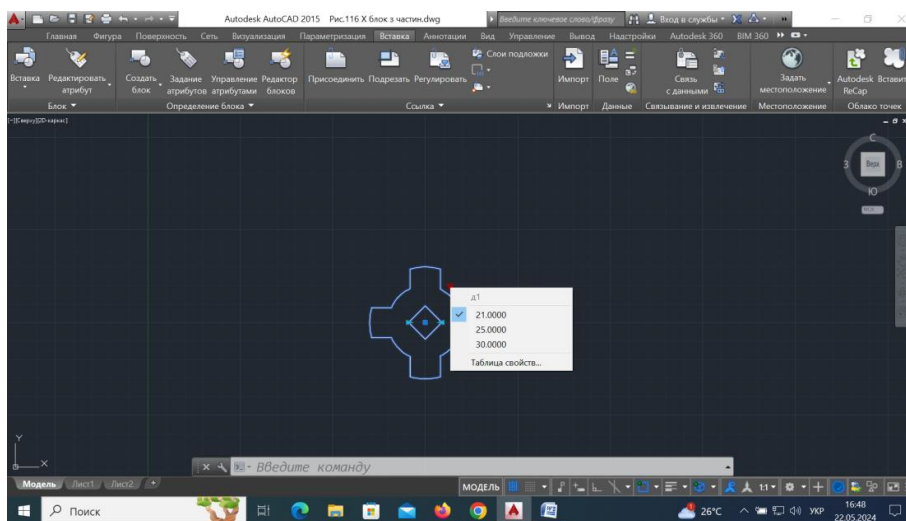 Autodesk AutoCAD 2015 Рис.116 Х блок з частин.dwg
Введите ключевое слово/фразу
Вход в службы
Главная Фигура Поверхность Сеть Визуализация Параметризация Вставка Аннотации Вид Управление Вывод Надстройки Autodesk 360 BIM 360
Слои подложки
Вставка Редактировать атрибут
Создать блок
Задание атрибутов
Управление атрибутами
Редактор блоков
Присоединить Подрезать Регулировать
Импорт Поле
Связь с данными
Задать местоположение
Autodesk ReCap
Блок Определение блока Ссылка Импорт Данные Связывание и извлечение Местоположение Облако точек
[-][Сверху][2D-каркас]
С
З Верх В
Ю
МСК
д1
21.0000
25.0000
30.0000
Таблица свойств...
Y
X
Введите команду
Модель Лист1 Лист2 +
МОДЕЛЬ
1:1
Поиск
26°C
УКР
16:48
22.05.2024